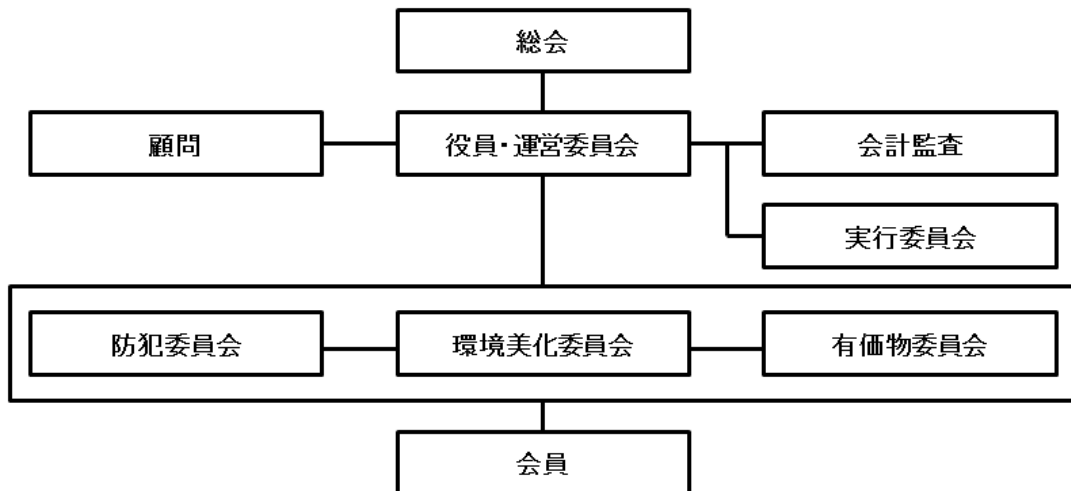 総会
顧問
役員・運営委員会
会計監査
実行委員会
防犯委員会
環境美化委員会
有価物委員会
会員